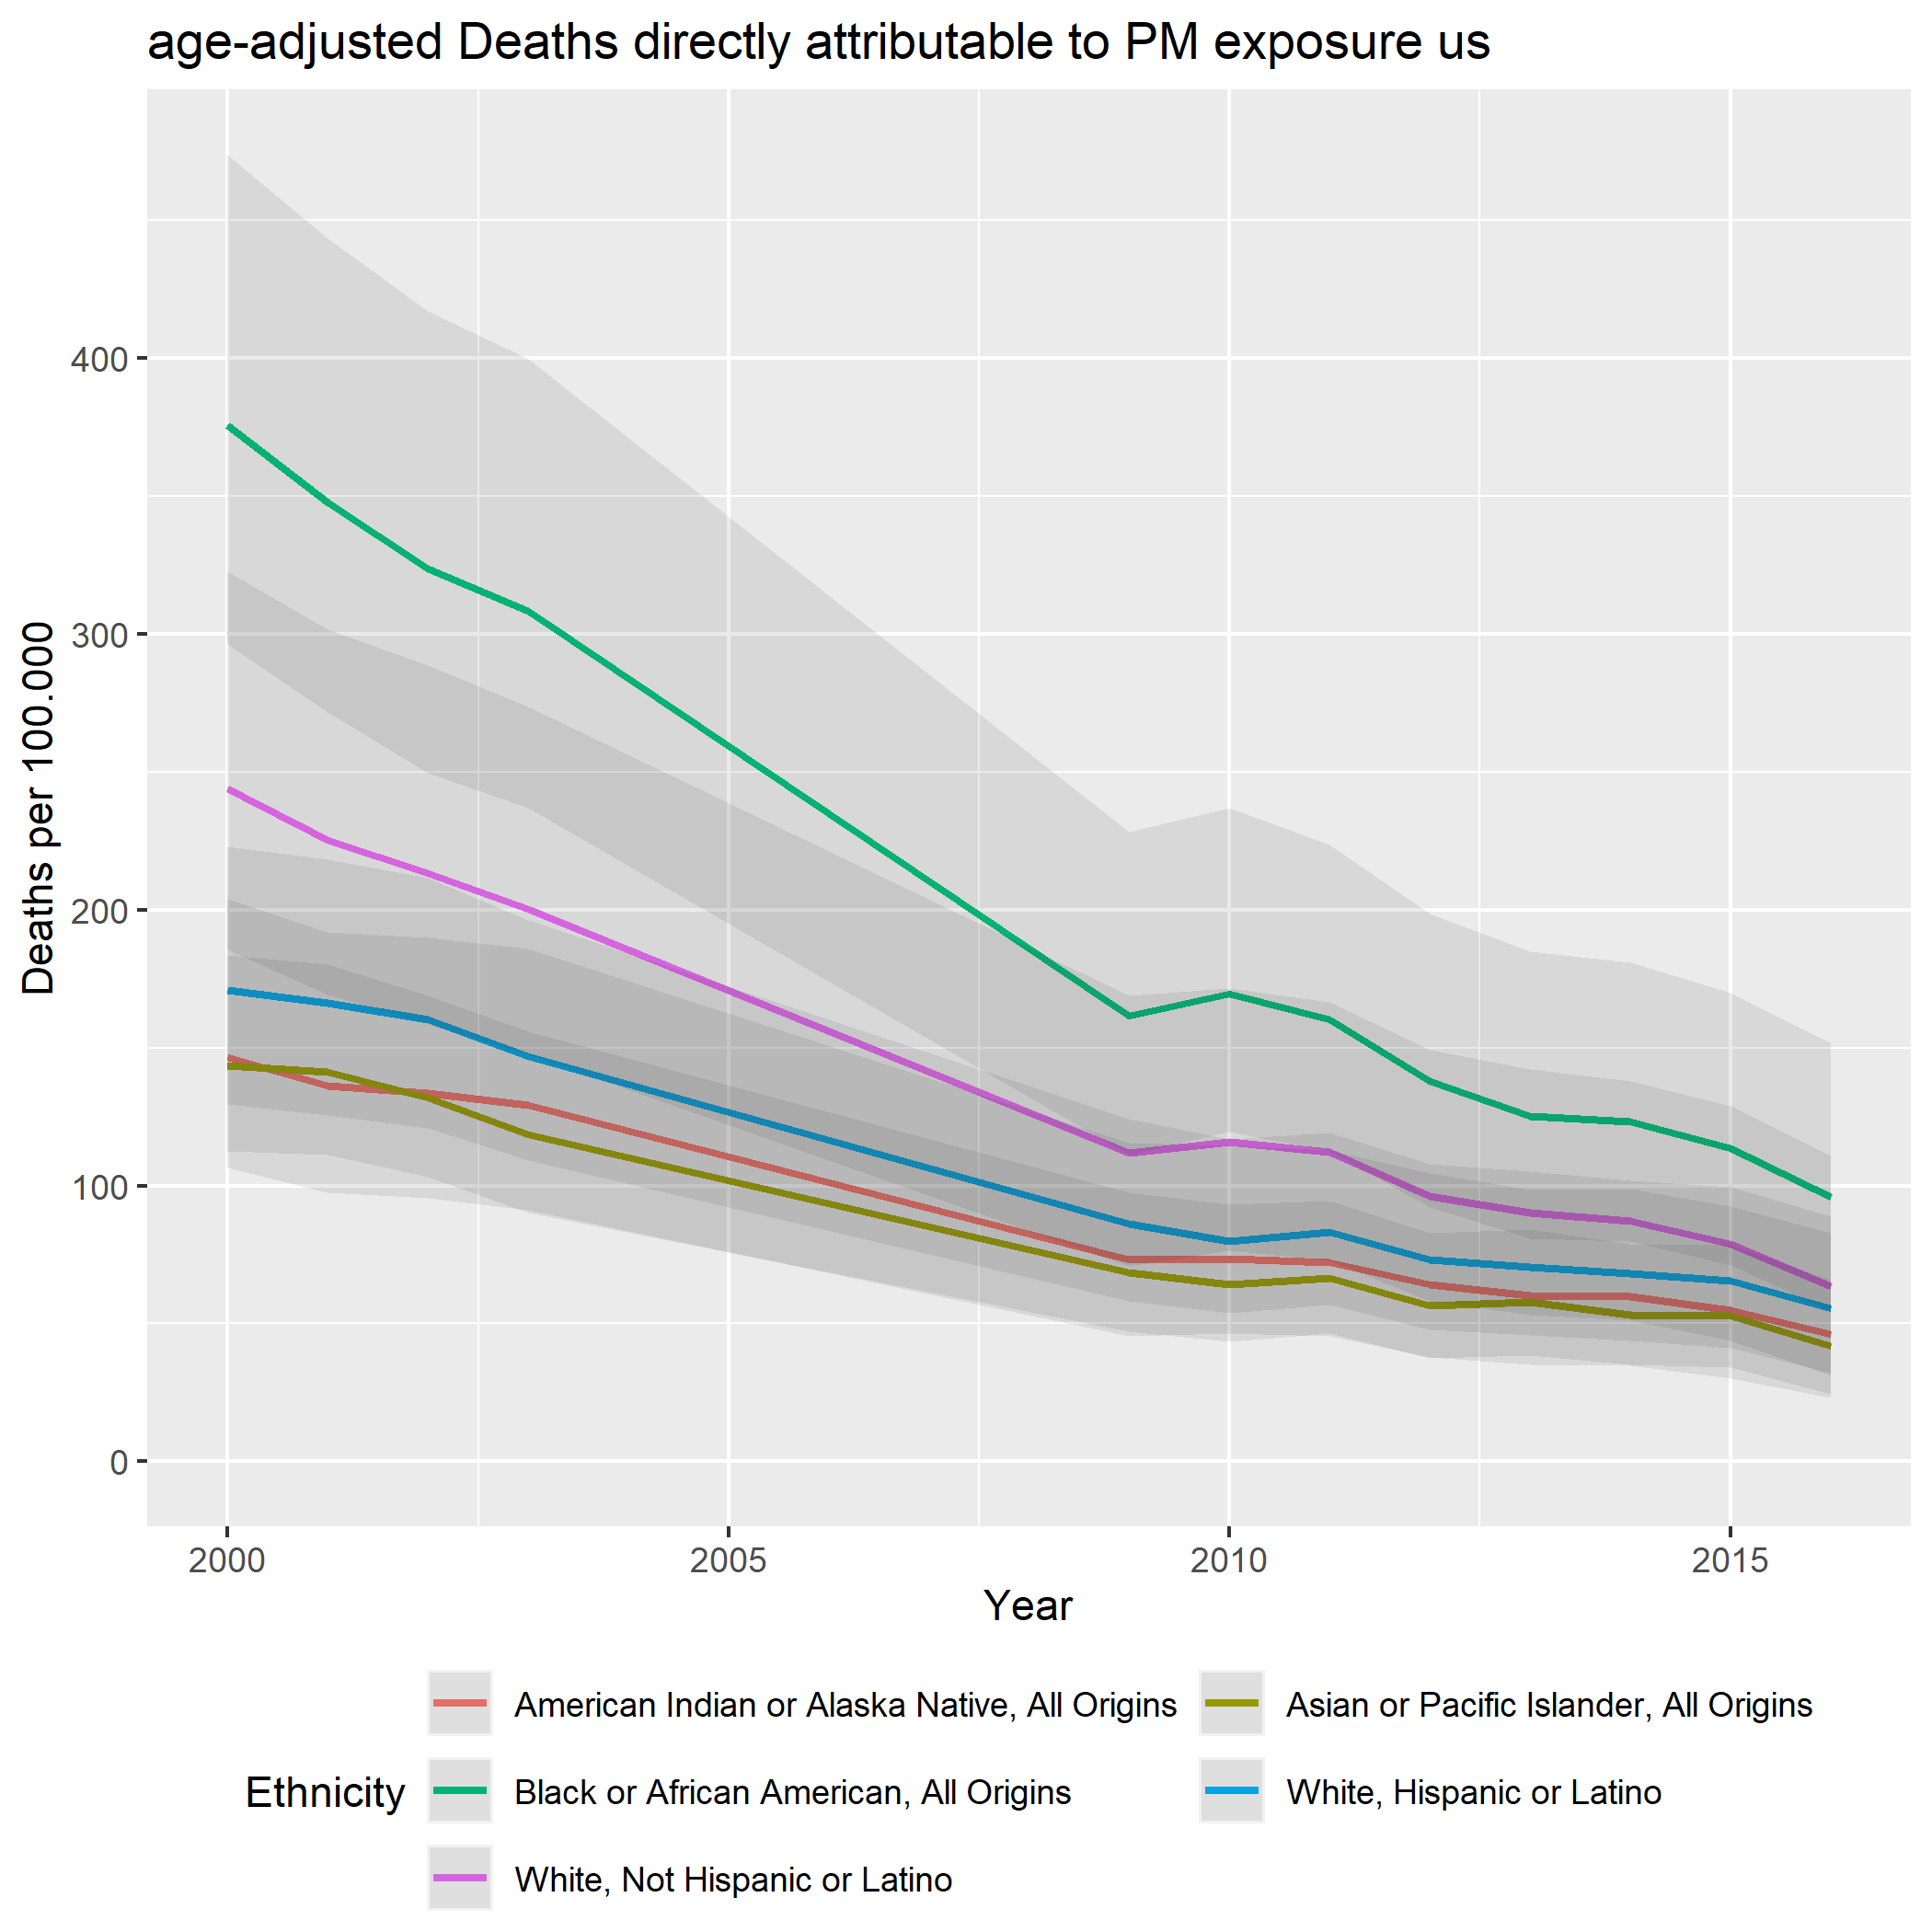 age-adjusted Deaths directly attributable to PM exposure us
Deaths per 100.000
400
300
200
100
0
2000 2005 2010 2015
Year
Ethnicity
American Indian or Alaska Native, All Origins
Asian or Pacific Islander, All Origins
Black or African American, All Origins
White, Hispanic or Latino
White, Not Hispanic or Latino